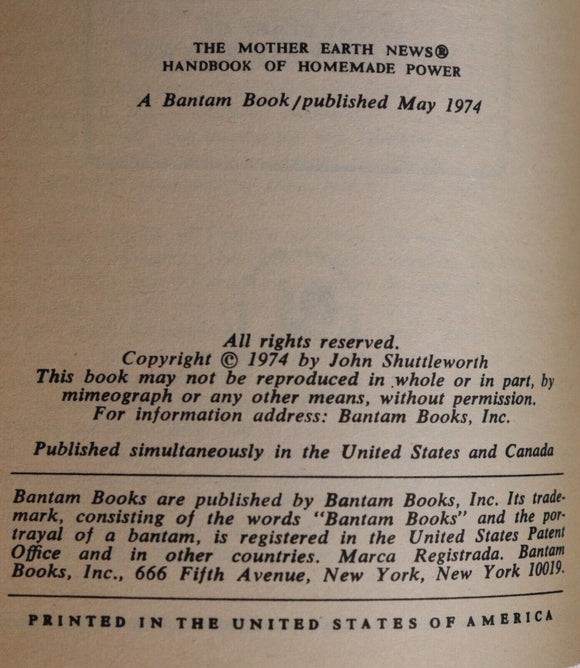 THE MOTHER EARTH NEWS®
HANDBOOK OF HOMEMADE POWER
A Bantam Book/published May 1974
All rights reserved.
Copyright © 1974 by John Shuttleworth
This book may not be reproduced in whole or in part, by
mimeograph or any other means, without permission.
For information address: Bantam Books, Inc.
Published simultaneously in the United States and Canada
Bantam Books are published by Bantam Books, Inc. Its trade-
mark, consisting of the words "Bantam Books" and the por-
trayal of a bantam, is registered in the United States Patent
Office and in other countries. Marca Registrada. Bantam
Books, Inc., 666 Fifth Avenue, New York, New York 10019.
PRINTED IN THE UNITED STATES OF AMERICA